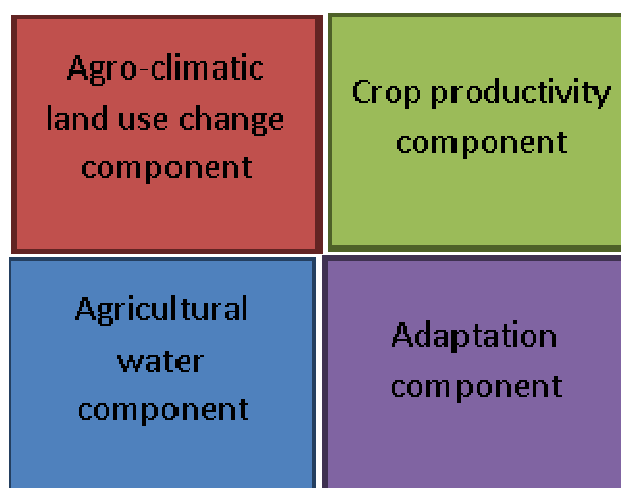 Agro-climatic
land use change
component
Crop productivity
component
Agricultural
water
component
Adaptation
component